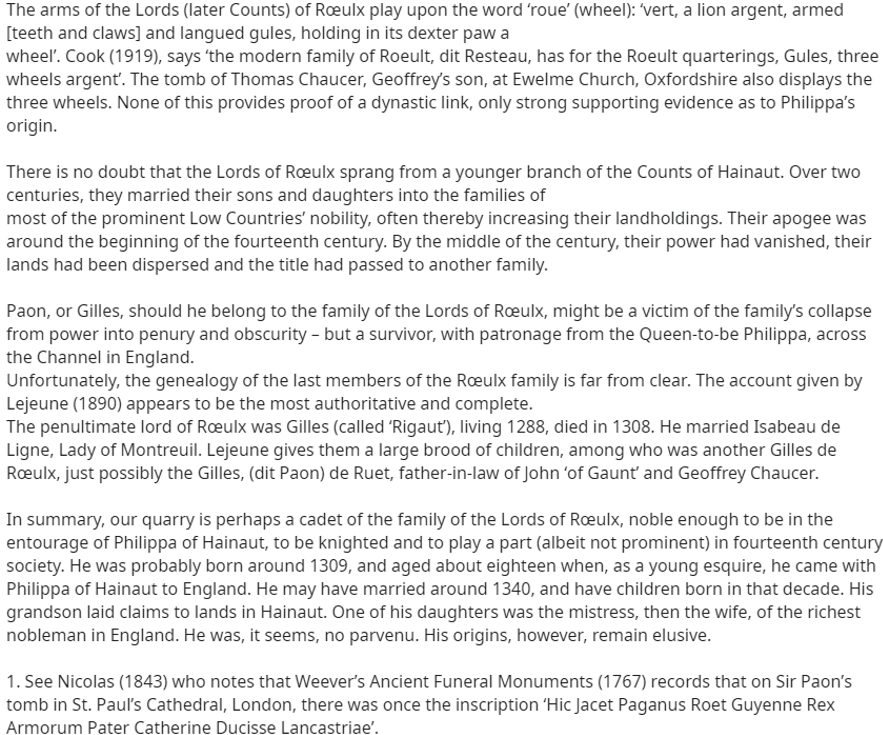 The arms of the Lords (later Counts) of Rœulx play upon the word ‘roue’ (wheel): ‘vert, a lion argent, armed
[teeth and claws] and langued gules, holding in its dexter paw a
wheel’. Cook (1919), says ‘the modern family of Roeult, dit Resteau, has for the Roeult quarterings, Gules, three
wheels argent’. The tomb of Thomas Chaucer, Geoffrey’s son, at Ewelme Church, Oxfordshire also displays the
three wheels. None of this provides proof of a dynastic link, only strong supporting evidence as to Philippa’s
origin.

There is no doubt that the Lords of Rœulx sprang from a younger branch of the Counts of Hainaut. Over two
centuries, they married their sons and daughters into the families of
most of the prominent Low Countries’ nobility, often thereby increasing their landholdings. Their apogee was
around the beginning of the fourteenth century. By the middle of the century, their power had vanished, their
lands had been dispersed and the title had passed to another family.

Paon, or Gilles, should he belong to the family of the Lords of Rœulx, might be a victim of the family’s collapse
from power into penury and obscurity – but a survivor, with patronage from the Queen-to-be Philippa, across
the Channel in England.
Unfortunately, the genealogy of the last members of the Rœulx family is far from clear. The account given by
Lejeune (1890) appears to be the most authoritative and complete.
The penultimate lord of Rœulx was Gilles (called ‘Rigaut’), living 1288, died in 1308. He married Isabeau de
Ligne, Lady of Montreuil. Lejeune gives them a large brood of children, among who was another Gilles de
Rœulx, just possibly the Gilles, (dit Paon) de Ruet, father-in-law of John ‘of Gaunt’ and Geoffrey Chaucer.

In summary, our quarry is perhaps a cadet of the family of the Lords of Rœulx, noble enough to be in the
entourage of Philippa of Hainaut, to be knighted and to play a part (albeit not prominent) in fourteenth century
society. He was probably born around 1309, and aged about eighteen when, as a young esquire, he came with
Philippa of Hainaut to England. He may have married around 1340, and have children born in that decade. His
grandson laid claims to lands in Hainaut. One of his daughters was the mistress, then the wife, of the richest
nobleman in England. He was, it seems, no parvenu. His origins, however, remain elusive.

1. See Nicolas (1843) who notes that Weever’s Ancient Funeral Monuments (1767) records that on Sir Paon’s
tomb in St. Paul’s Cathedral, London, there was once the inscription ‘Hic Jacet Paganus Roet Guyenne Rex
Armorum Pater Catherine Ducisse Lancastriae’.